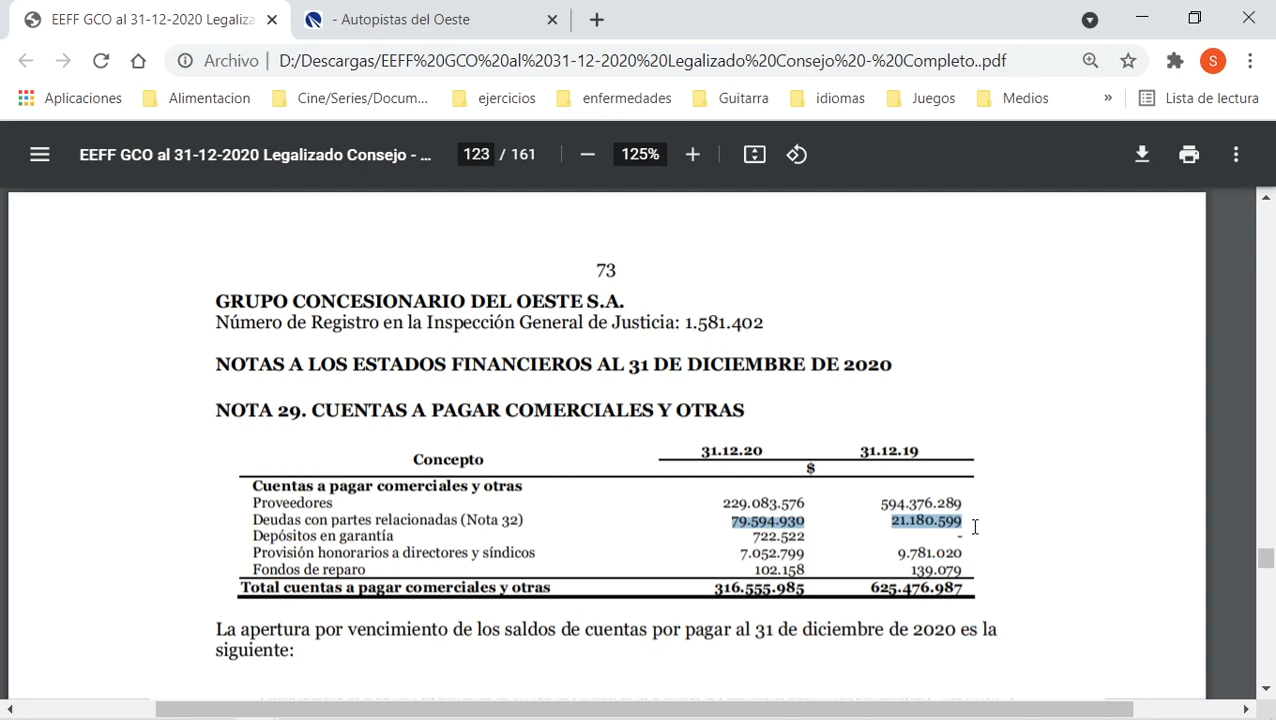 EEFF GCO al 31-12-2020 Legaliza
- Autopistas del Oeste
Archivo D:/Descargas/EEFF%20GCO%20al%2031-12-2020%20Legalizado%20Consejo%20-%20Completo..pdf
Aplicaciones Alimentacion Cine/Series/Docum... ejercicios enfermedades Guitarra idiomas Juegos Medios » Lista de lectura
EEFF GCO al 31-12-2020 Legalizado Consejo - ... 123 / 161 125%
73
GRUPO CONCESIONARIO DEL OESTE S.A.
Número de Registro en la Inspección General de Justicia: 1.581.402
NOTAS A LOS ESTADOS FINANCIEROS AL 31 DE DICIEMBRE DE 2020
NOTA 29. CUENTAS A PAGAR COMERCIALES Y OTRAS
Concepto 31.12.20 31.12.19
$
Cuentas a pagar comerciales y otras
Proveedores 229.083.576 594.376.289
Deudas con partes relacionadas (Nota 32) 79.594.930 21.180.599
Depósitos en garantía 722.522 -
Provisión honorarios a directores y síndicos 7.052.799 9.781.020
Fondos de reparo 102.158 139.079
Total cuentas a pagar comerciales y otras 316.555.985 625.476.987
La apertura por vencimiento de los saldos de cuentas por pagar al 31 de diciembre de 2020 es la
siguiente: